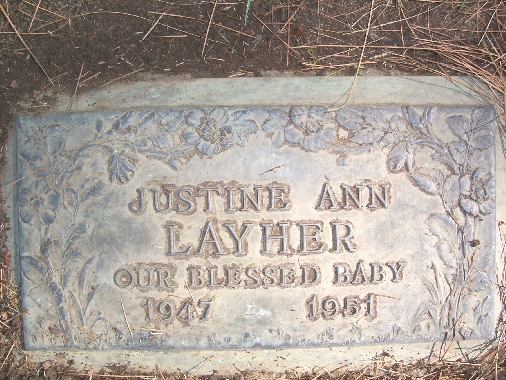 JUSTINE ANN
LAYHER
OUR BLESSED BABY
1947 1951